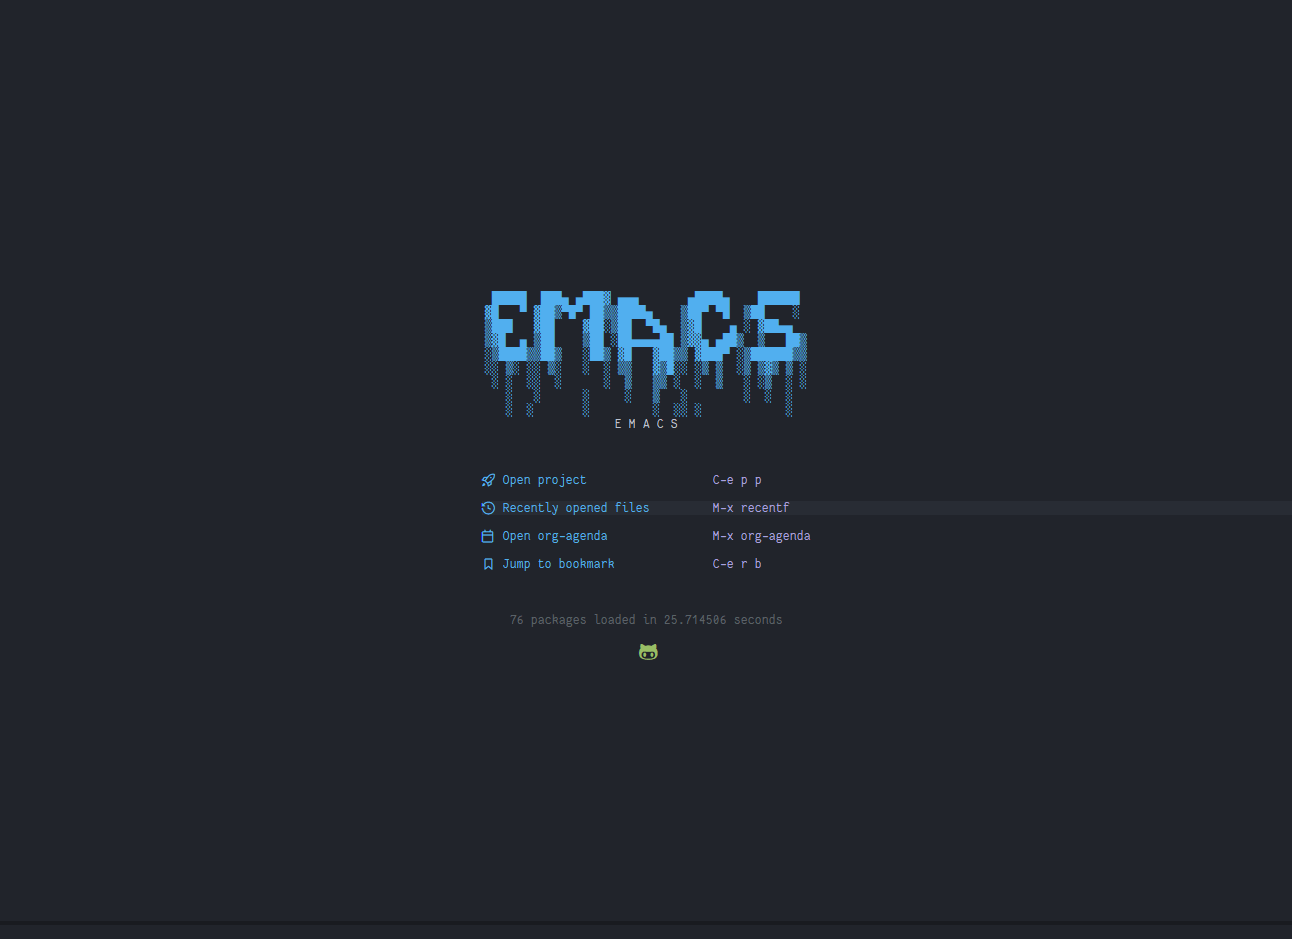 EMACS
E M A C S
Open project C-e p p
Recently opened files M-x recentf
Open org-agenda M-x org-agenda
Jump to bookmark C-e r b
76 packages loaded in 25.714506 seconds